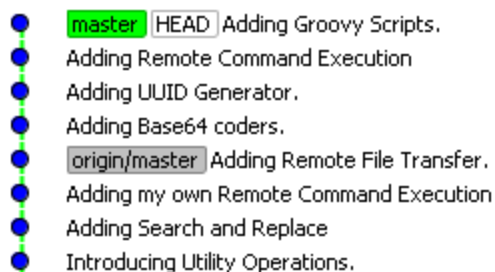 master HEAD Adding Groovy Scripts.
Adding Remote Command Execution
Adding UUID Generator.
Adding Base64 coders.
origin/master Adding Remote File Transfer.
Adding my own Remote Command Execution
Adding Search and Replace
Introducing Utility Operations.